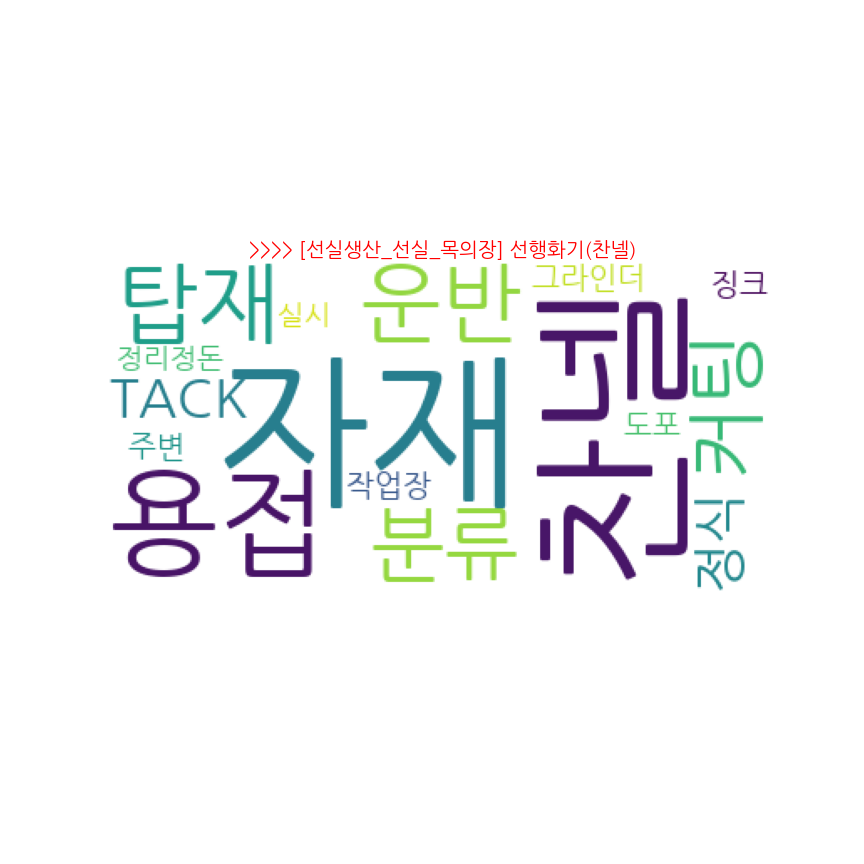 >>>> [선실생산_선실_목의장] 선행화기(찬넬)
탑재
실시
운반
그라인더
징크
정리정돈
TACK
자재
찬넬
커팅
주변
도포
용접
작업장
분류
정식